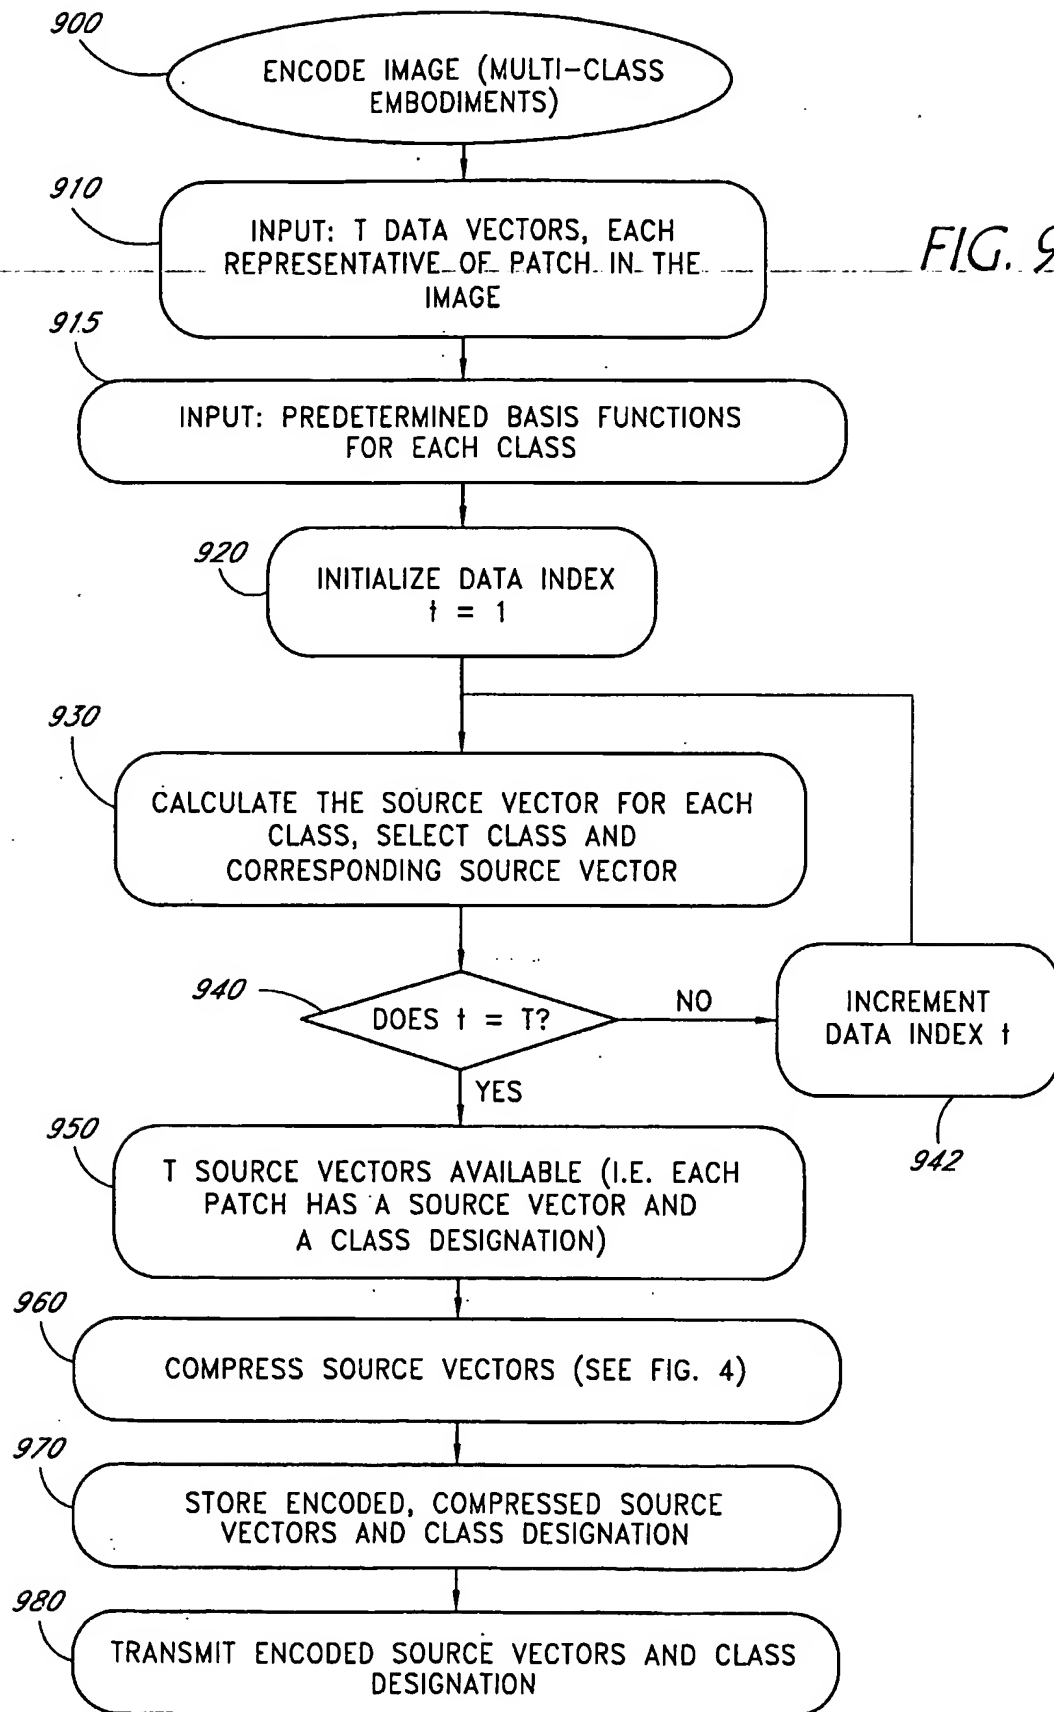 900
ENCODE IMAGE (MULTI-CLASS
EMBODIMENTS)
910
INPUT: T DATA VECTORS, EACH
REPRESENTATIVE OF PATCH IN THE
IMAGE
FIG. 9
915
INPUT: PREDETERMINED BASIS FUNCTIONS
FOR EACH CLASS
920
INITIALIZE DATA INDEX
t = 1
930
CALCULATE THE SOURCE VECTOR FOR EACH
CLASS, SELECT CLASS AND
CORRESPONDING SOURCE VECTOR
940
DOES t = T?
NO
INCREMENT
DATA INDEX t
942
YES
950
T SOURCE VECTORS AVAILABLE (I.E. EACH
PATCH HAS A SOURCE VECTOR AND
A CLASS DESIGNATION)
960
COMPRESS SOURCE VECTORS (SEE FIG. 4)
970
STORE ENCODED, COMPRESSED SOURCE
VECTORS AND CLASS DESIGNATION
980
TRANSMIT ENCODED SOURCE VECTORS AND CLASS
DESIGNATION